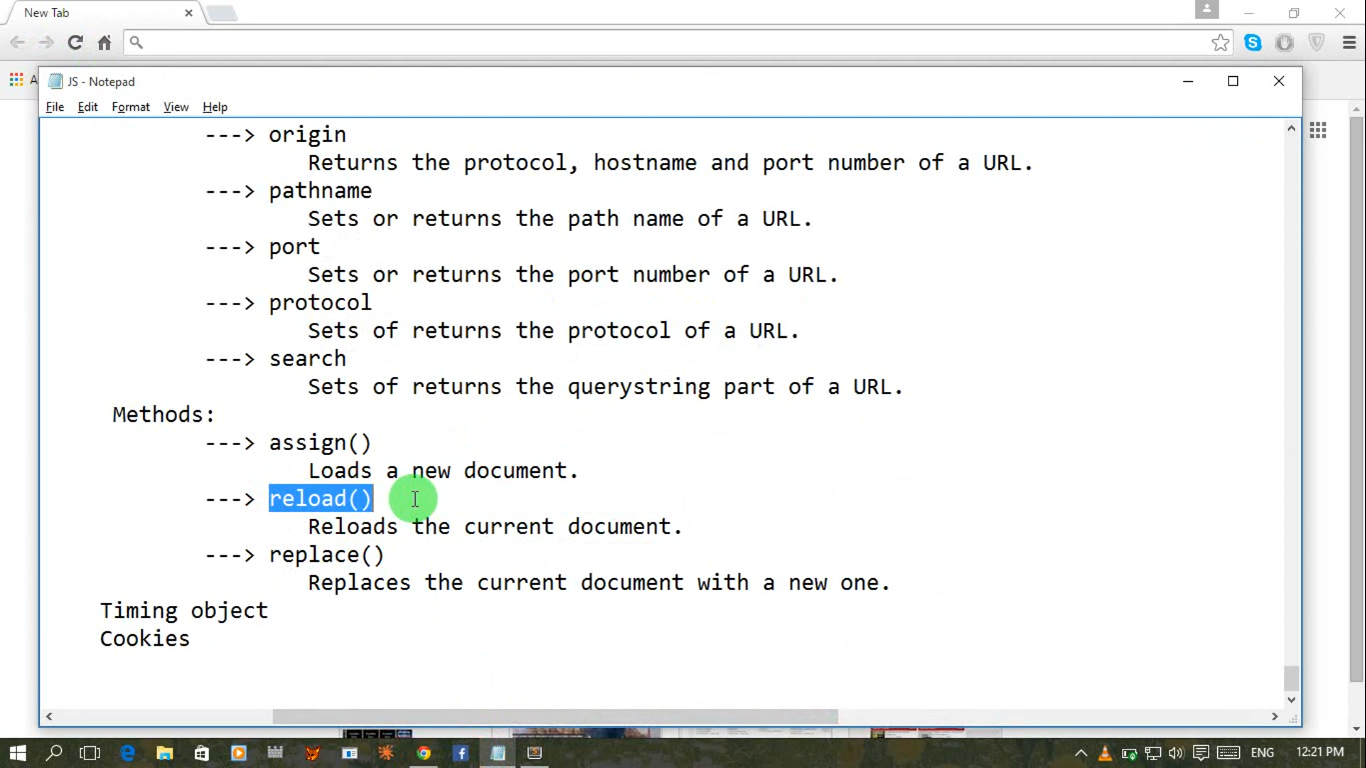 New Tab
A
JS - Notepad
File Edit Format View Help
---> origin
Returns the protocol, hostname and port number of a URL.
---> pathname
Sets or returns the path name of a URL.
---> port
Sets or returns the port number of a URL.
---> protocol
Sets of returns the protocol of a URL.
---> search
Sets of returns the querystring part of a URL.
Methods:
---> assign()
Loads a new document.
---> reload()
Reloads the current document.
---> replace()
Replaces the current document with a new one.
Timing object
Cookies
ENG 12:21 PM